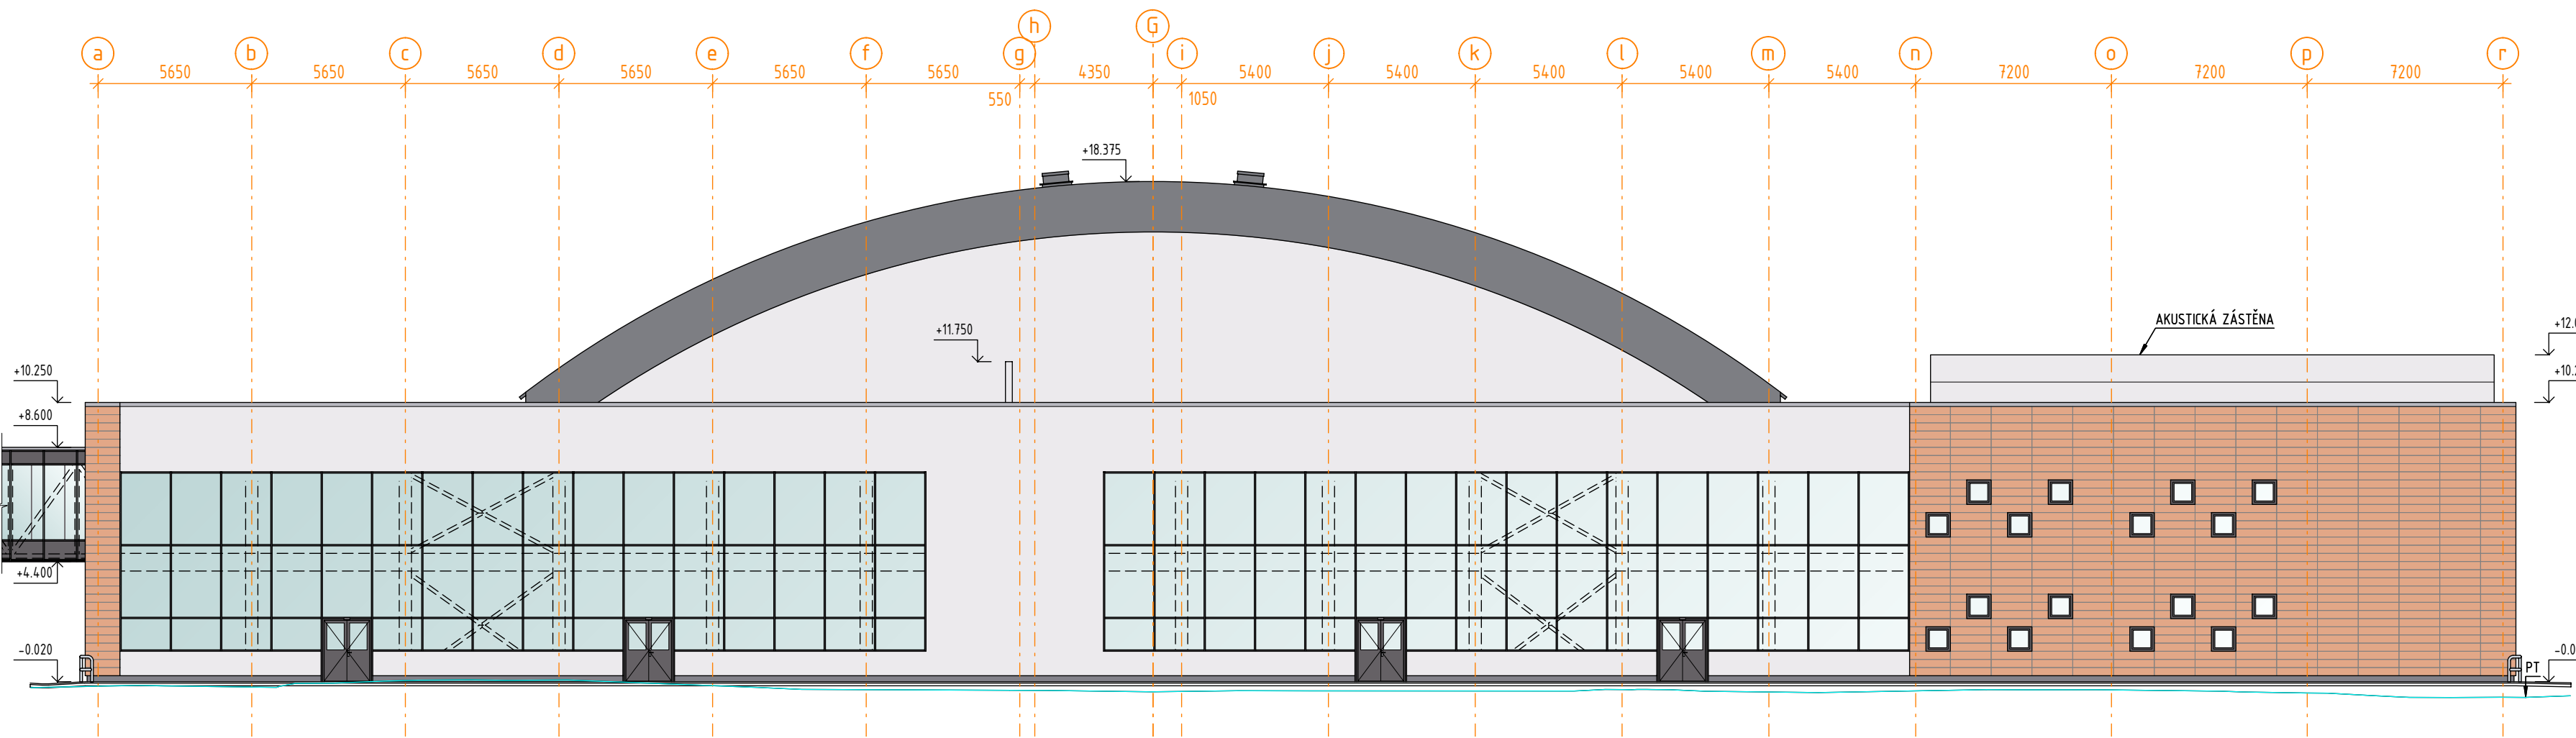 h G
a b c d e f g i j k l m n o p r
5650 5650 5650 5650 5650 5650 4350 5400 5400 5400 5400 5400 7200 7200 7200
550 1050
+18.375
AKUSTICKÁ ZÁSTĚNA
+11.750
+10.250
+8.600
+4.400
-0.020
PT